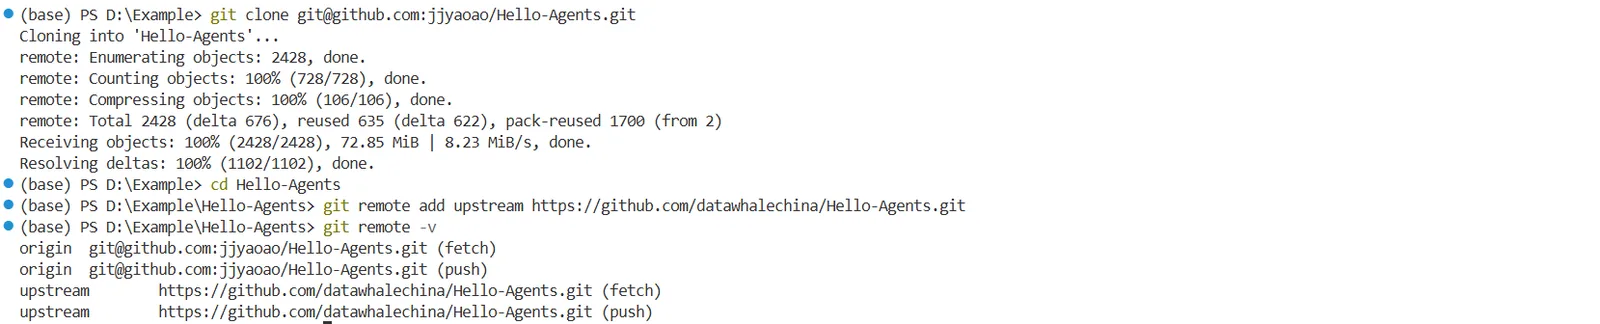 (base) PS D:\Example> git clone git@github.com:jjyaoao/Hello-Agents.git
Cloning into 'Hello-Agents'...
remote: Enumerating objects: 2428, done.
remote: Counting objects: 100% (728/728), done.
remote: Compressing objects: 100% (106/106), done.
remote: Total 2428 (delta 676), reused 635 (delta 622), pack-reused 1700 (from 2)
Receiving objects: 100% (2428/2428), 72.85 MiB | 8.23 MiB/s, done.
Resolving deltas: 100% (1102/1102), done.
(base) PS D:\Example> cd Hello-Agents
(base) PS D:\Example\Hello-Agents> git remote add upstream https://github.com/datawhalechina/Hello-Agents.git
(base) PS D:\Example\Hello-Agents> git remote -v
origin  git@github.com:jjyaoao/Hello-Agents.git (fetch)
origin  git@github.com:jjyaoao/Hello-Agents.git (push)
upstream        https://github.com/datawhalechina/Hello-Agents.git (fetch)
upstream        https://github.com/datawhalechina/Hello-Agents.git (push)